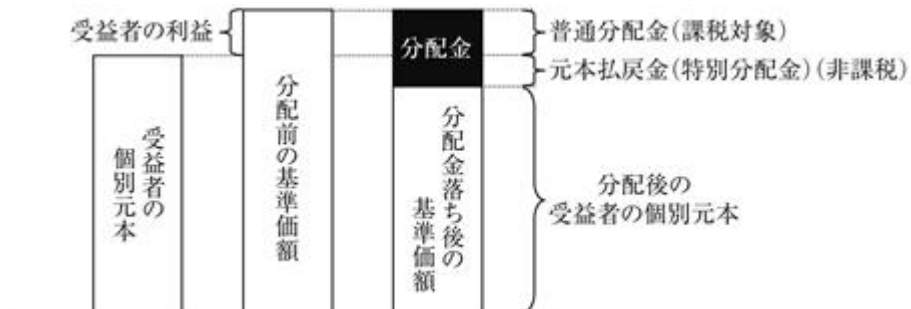 受益者の利益
分配金
普通分配金(課税対象)
元本払戻金(特別分配金)(非課税)
受益者の
個別元本
分配前の基準価額
分配金落ち後の
基準価額
分配後の
受益者の個別元本